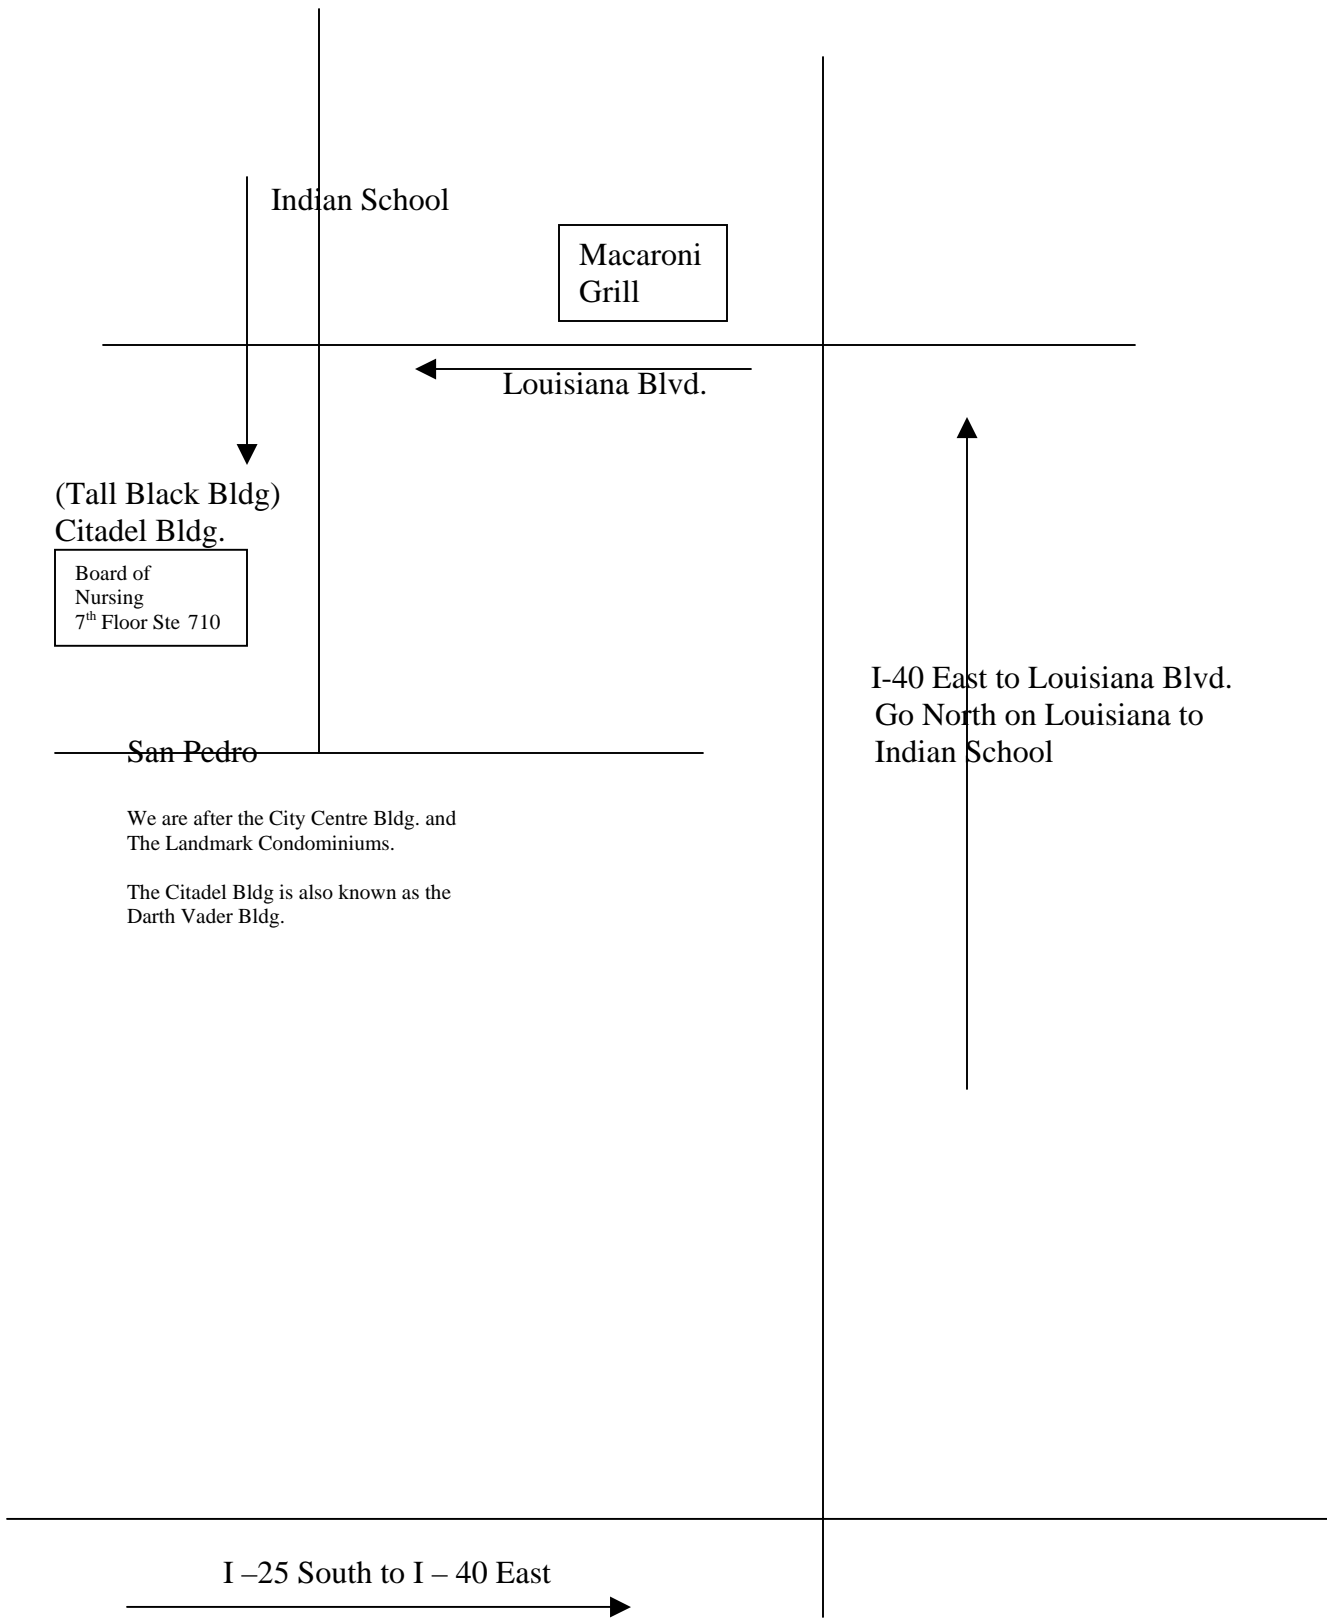 Indian School
Macaroni
Grill
Louisiana Blvd.
(Tall Black Bldg)
Citadel Bldg.
Board of
Nursing
7th Floor Ste 710
I-40 East to Louisiana Blvd.
Go North on Louisiana to
Indian School
San Pedro
We are after the City Centre Bldg. and
The Landmark Condominiums.
The Citadel Bldg is also known as the
Darth Vader Bldg.
I –25 South to I – 40 East